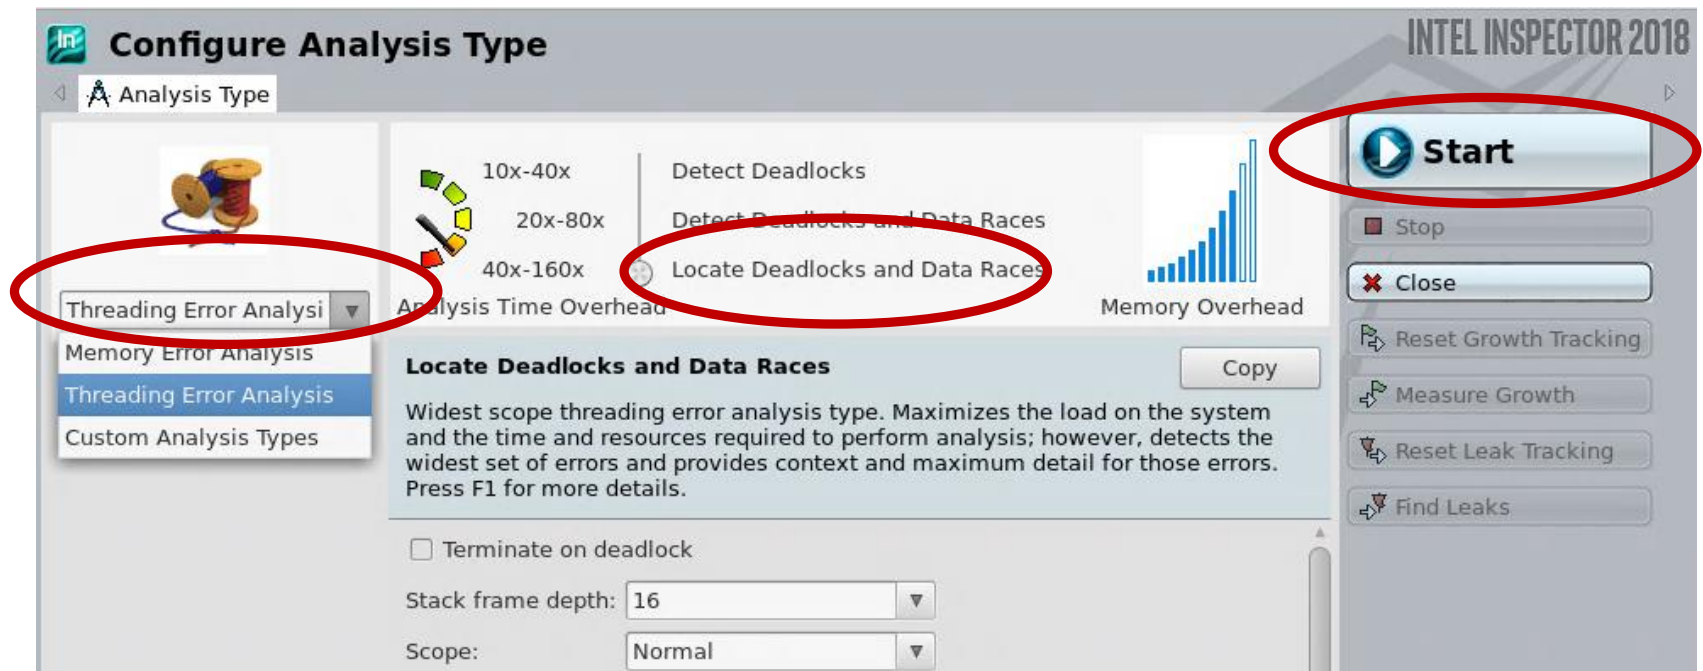 Configure Analysis Type
INTEL INSPECTOR 2018
Analysis Type
10x-40x
Detect Deadlocks
20x-80x
Detect Deadlocks and Data Races
40x-160x
Locate Deadlocks and Data Races
Analysis Time Overhead
Memory Overhead
Threading Error Analysi
Memory Error Analysis
Threading Error Analysis
Custom Analysis Types
Locate Deadlocks and Data Races
Copy
Widest scope threading error analysis type. Maximizes the load on the system
and the time and resources required to perform analysis; however, detects the
widest set of errors and provides context and maximum detail for those errors.
Press F1 for more details.
Terminate on deadlock
Stack frame depth: 16
Scope: Normal
Start
Stop
Close
Reset Growth Tracking
Measure Growth
Reset Leak Tracking
Find Leaks